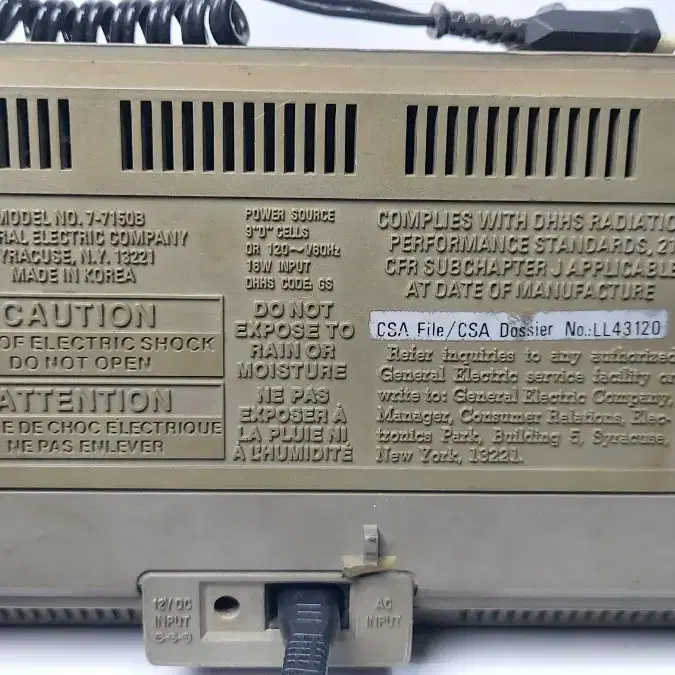 MODEL NO. 7-7150B
RAL ELECTRIC COMPANY
YRACUSE, N.Y. 13221
MADE IN KOREA
CAUTION
OF ELECTRIC SHOCK
DO NOT OPEN
ATTENTION
E DE CHOC ÉLECTRIQUE
NE PAS ENLEVER
POWER SOURCE
9"D" CELLS
OR 120~V60Hz
16W INPUT
DHHS CODE: GS
DO NOT
EXPOSE TO
RAIN OR
MOISTURE
NE PAS
EXPOSER À
LA PLUIE NI
À L'HUMIDITÉ
COMPLIES WITH DHHS RADIATIO
PERFORMANCE STANDARDS, 21
CFR SUBCHAPTER J APPLICABLE
AT DATE OF MANUFACTURE
CSA File/CSA Dossier No.:LL43120
Refer inquiries to any authorized
General Electric service facility or
write to: General Electric Company,
Manager, Consumer Relations, Elec-
tronics Park, Building 5, Syracuse,
New York, 13221.
12V DC
INPUT
AC
INPUT